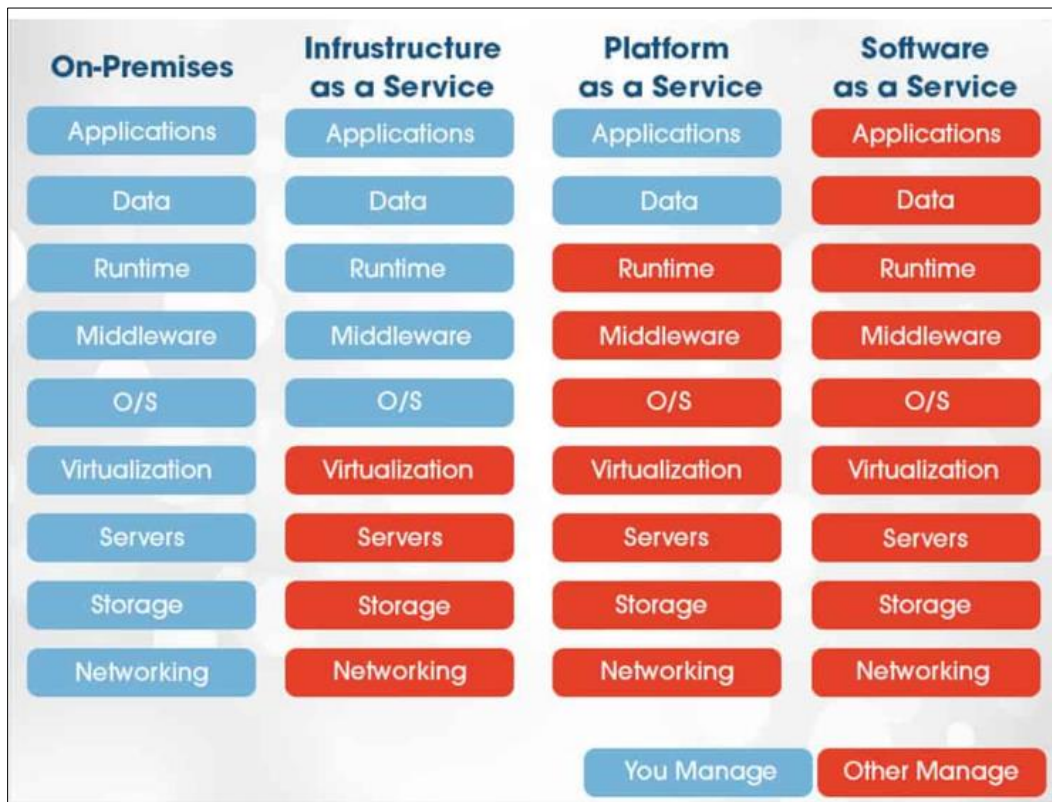 On-Premises
Infrustructure
as a Service
Platform
as a Service
Software
as a Service
Applications
Applications
Applications
Applications
Data
Data
Data
Data
Runtime
Runtime
Runtime
Runtime
Middleware
Middleware
Middleware
Middleware
O/S
O/S
O/S
O/S
Virtualization
Virtualization
Virtualization
Virtualization
Servers
Servers
Servers
Servers
Storage
Storage
Storage
Storage
Networking
Networking
Networking
Networking
You Manage
Other Manage